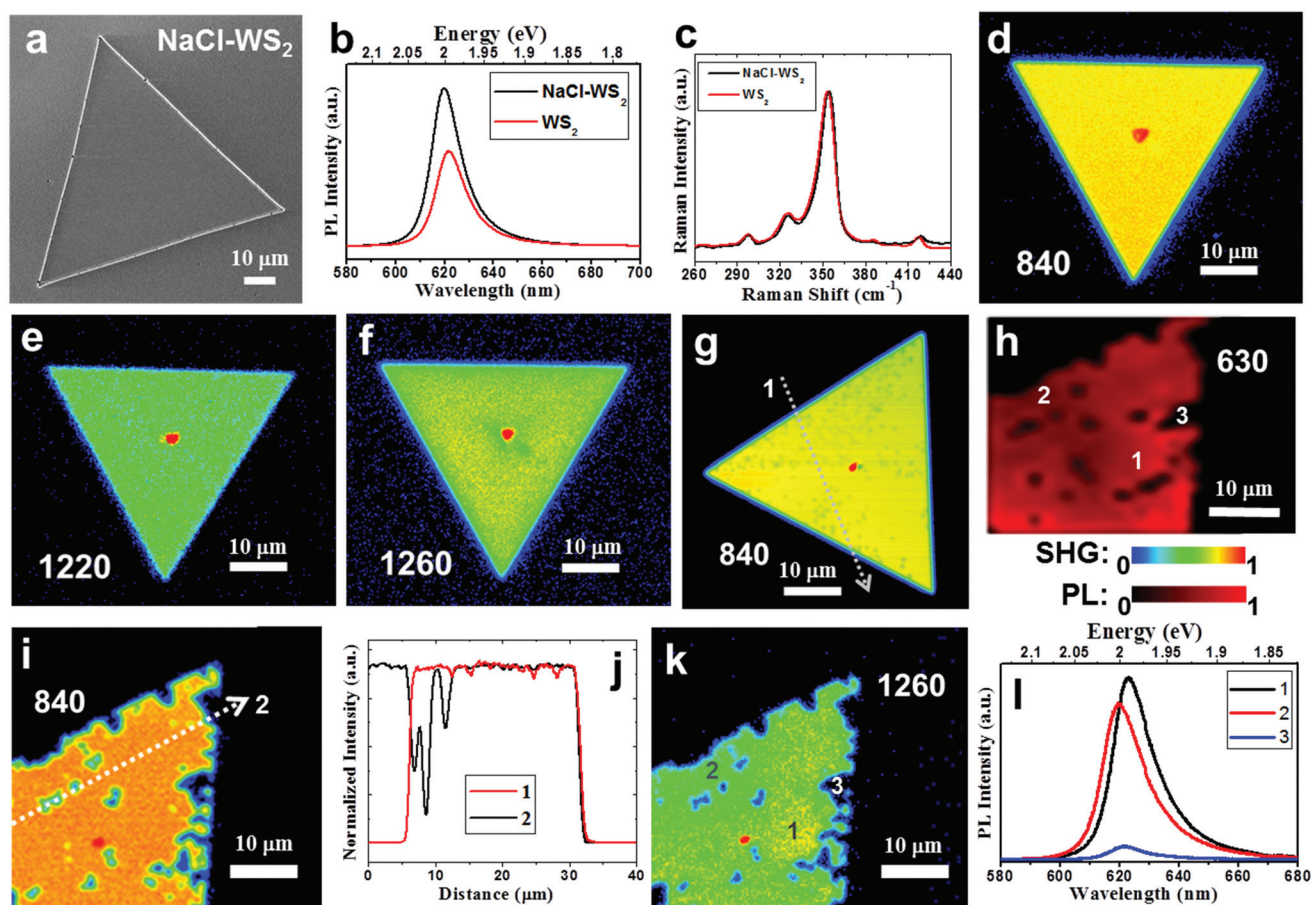 a
NaCl-WS2
10 μm
b
Energy (eV)
2.1 2.05 2 1.95 1.9 1.85 1.8
NaCl-WS2
WS2
PL Intensity (a.u.)
580 600 620 640 660 680 700
Wavelength (nm)
c
NaCl-WS2
WS2
Raman Intensity (a.u.)
260 290 320 350 380 410 440
Raman Shift (cm-1)
d
840
10 μm
e
1220
10 μm
f
1260
10 μm
g
1
840
10 μm
h
630
2
3
1
10 μm
SHG: 0 1
PL: 0 1
i
840
2
10 μm
j
Normalized Intensity (a.u.)
1
2
0 10 20 30 40
Distance (μm)
k
1260
2
3
1
10 μm
l
Energy (eV)
2.1 2.05 2 1.95 1.9 1.85
1
2
3
PL Intensity (a.u.)
580 600 620 640 660 680
Wavelength (nm)